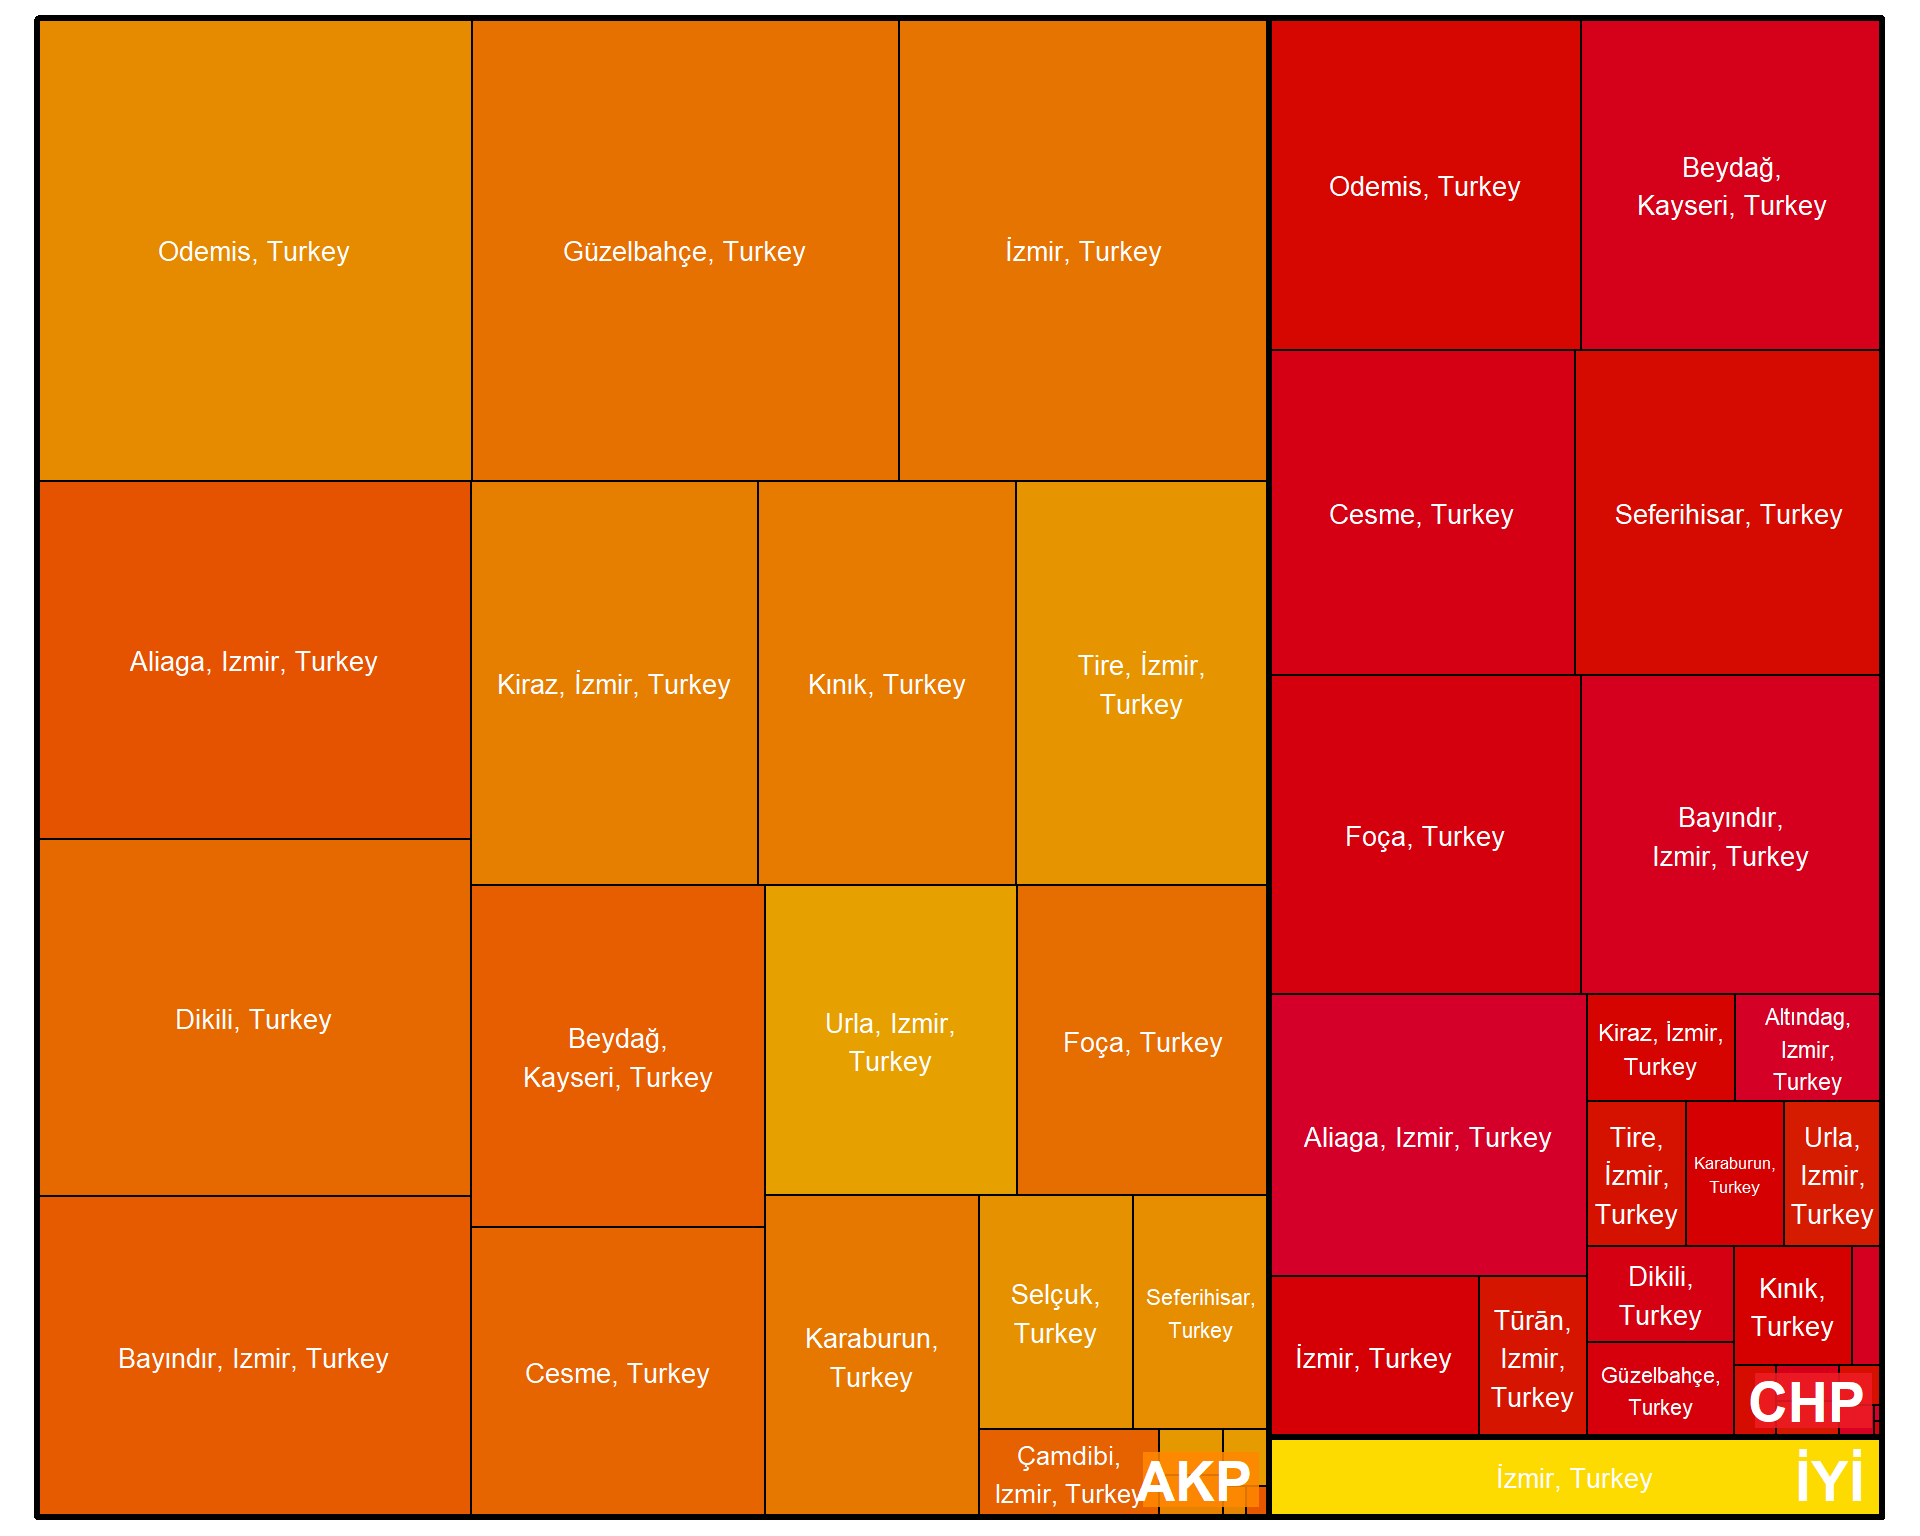 Odemis, Turkey
Güzelbahçe, Turkey
İzmir, Turkey
Aliaga, Izmir, Turkey
Kiraz, İzmir, Turkey
Kınık, Turkey
Tire, İzmir,
Turkey
Dikili, Turkey
Beydağ,
Kayseri, Turkey
Urla, Izmir,
Turkey
Foça, Turkey
Bayındır, Izmir, Turkey
Cesme, Turkey
Karaburun,
Turkey
Selçuk,
Turkey
Seferihisar,
Turkey
Çamdibi,
Izmir, Turkey
AKP
Odemis, Turkey
Beydağ,
Kayseri, Turkey
Cesme, Turkey
Seferihisar, Turkey
Foça, Turkey
Bayındır,
Izmir, Turkey
Aliaga, Izmir, Turkey
Kiraz, İzmir,
Turkey
Altındag,
Izmir,
Turkey
Tire,
İzmir,
Turkey
Karaburun,
Turkey
Urla,
Izmir,
Turkey
İzmir, Turkey
Tūrān,
Izmir,
Turkey
Dikili,
Turkey
Kınık,
Turkey
Güzelbahçe,
Turkey
CHP
İzmir, Turkey
İYİ